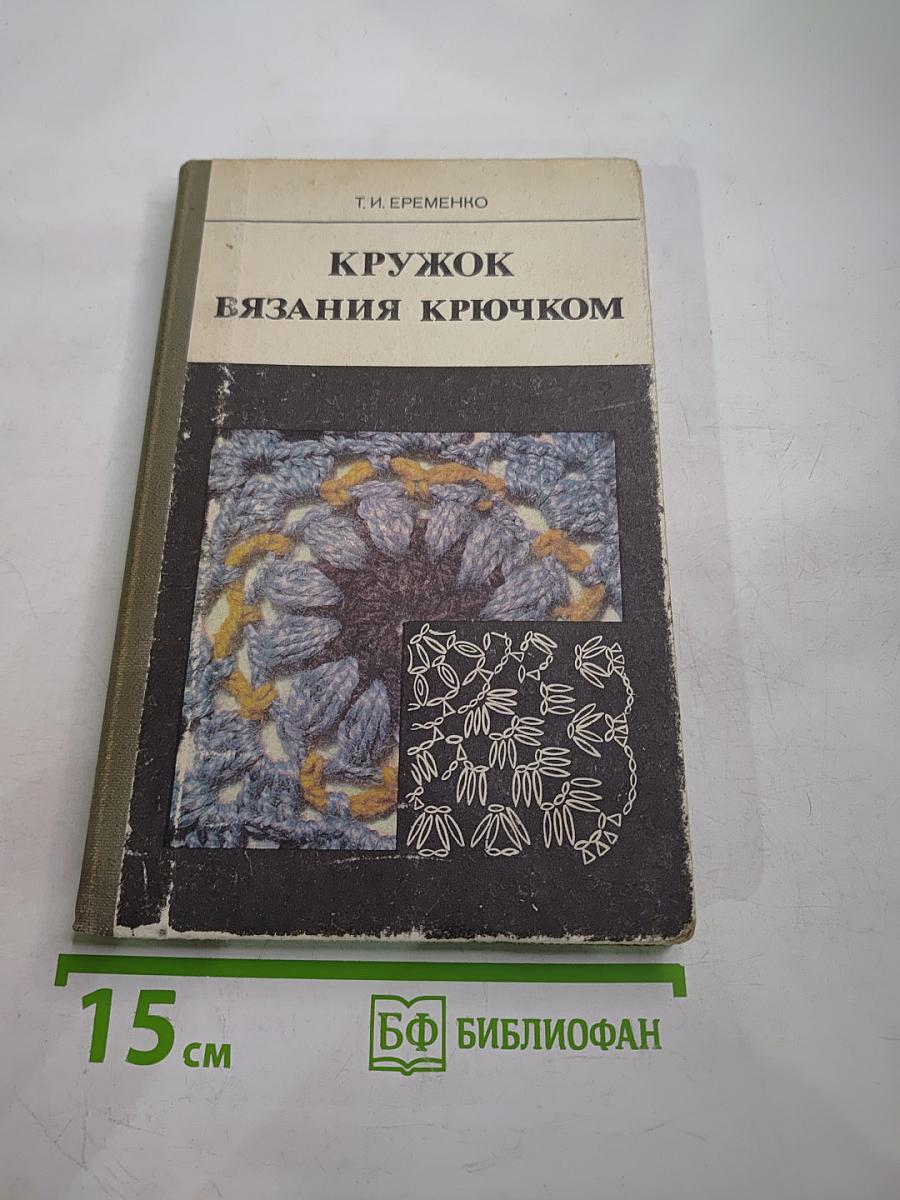 Т. И. ЕРЕМЕНКО
КРУЖОК
ВЯЗАНИЯ КРЮЧКОМ
15 см
БФ БИБЛИОФАН